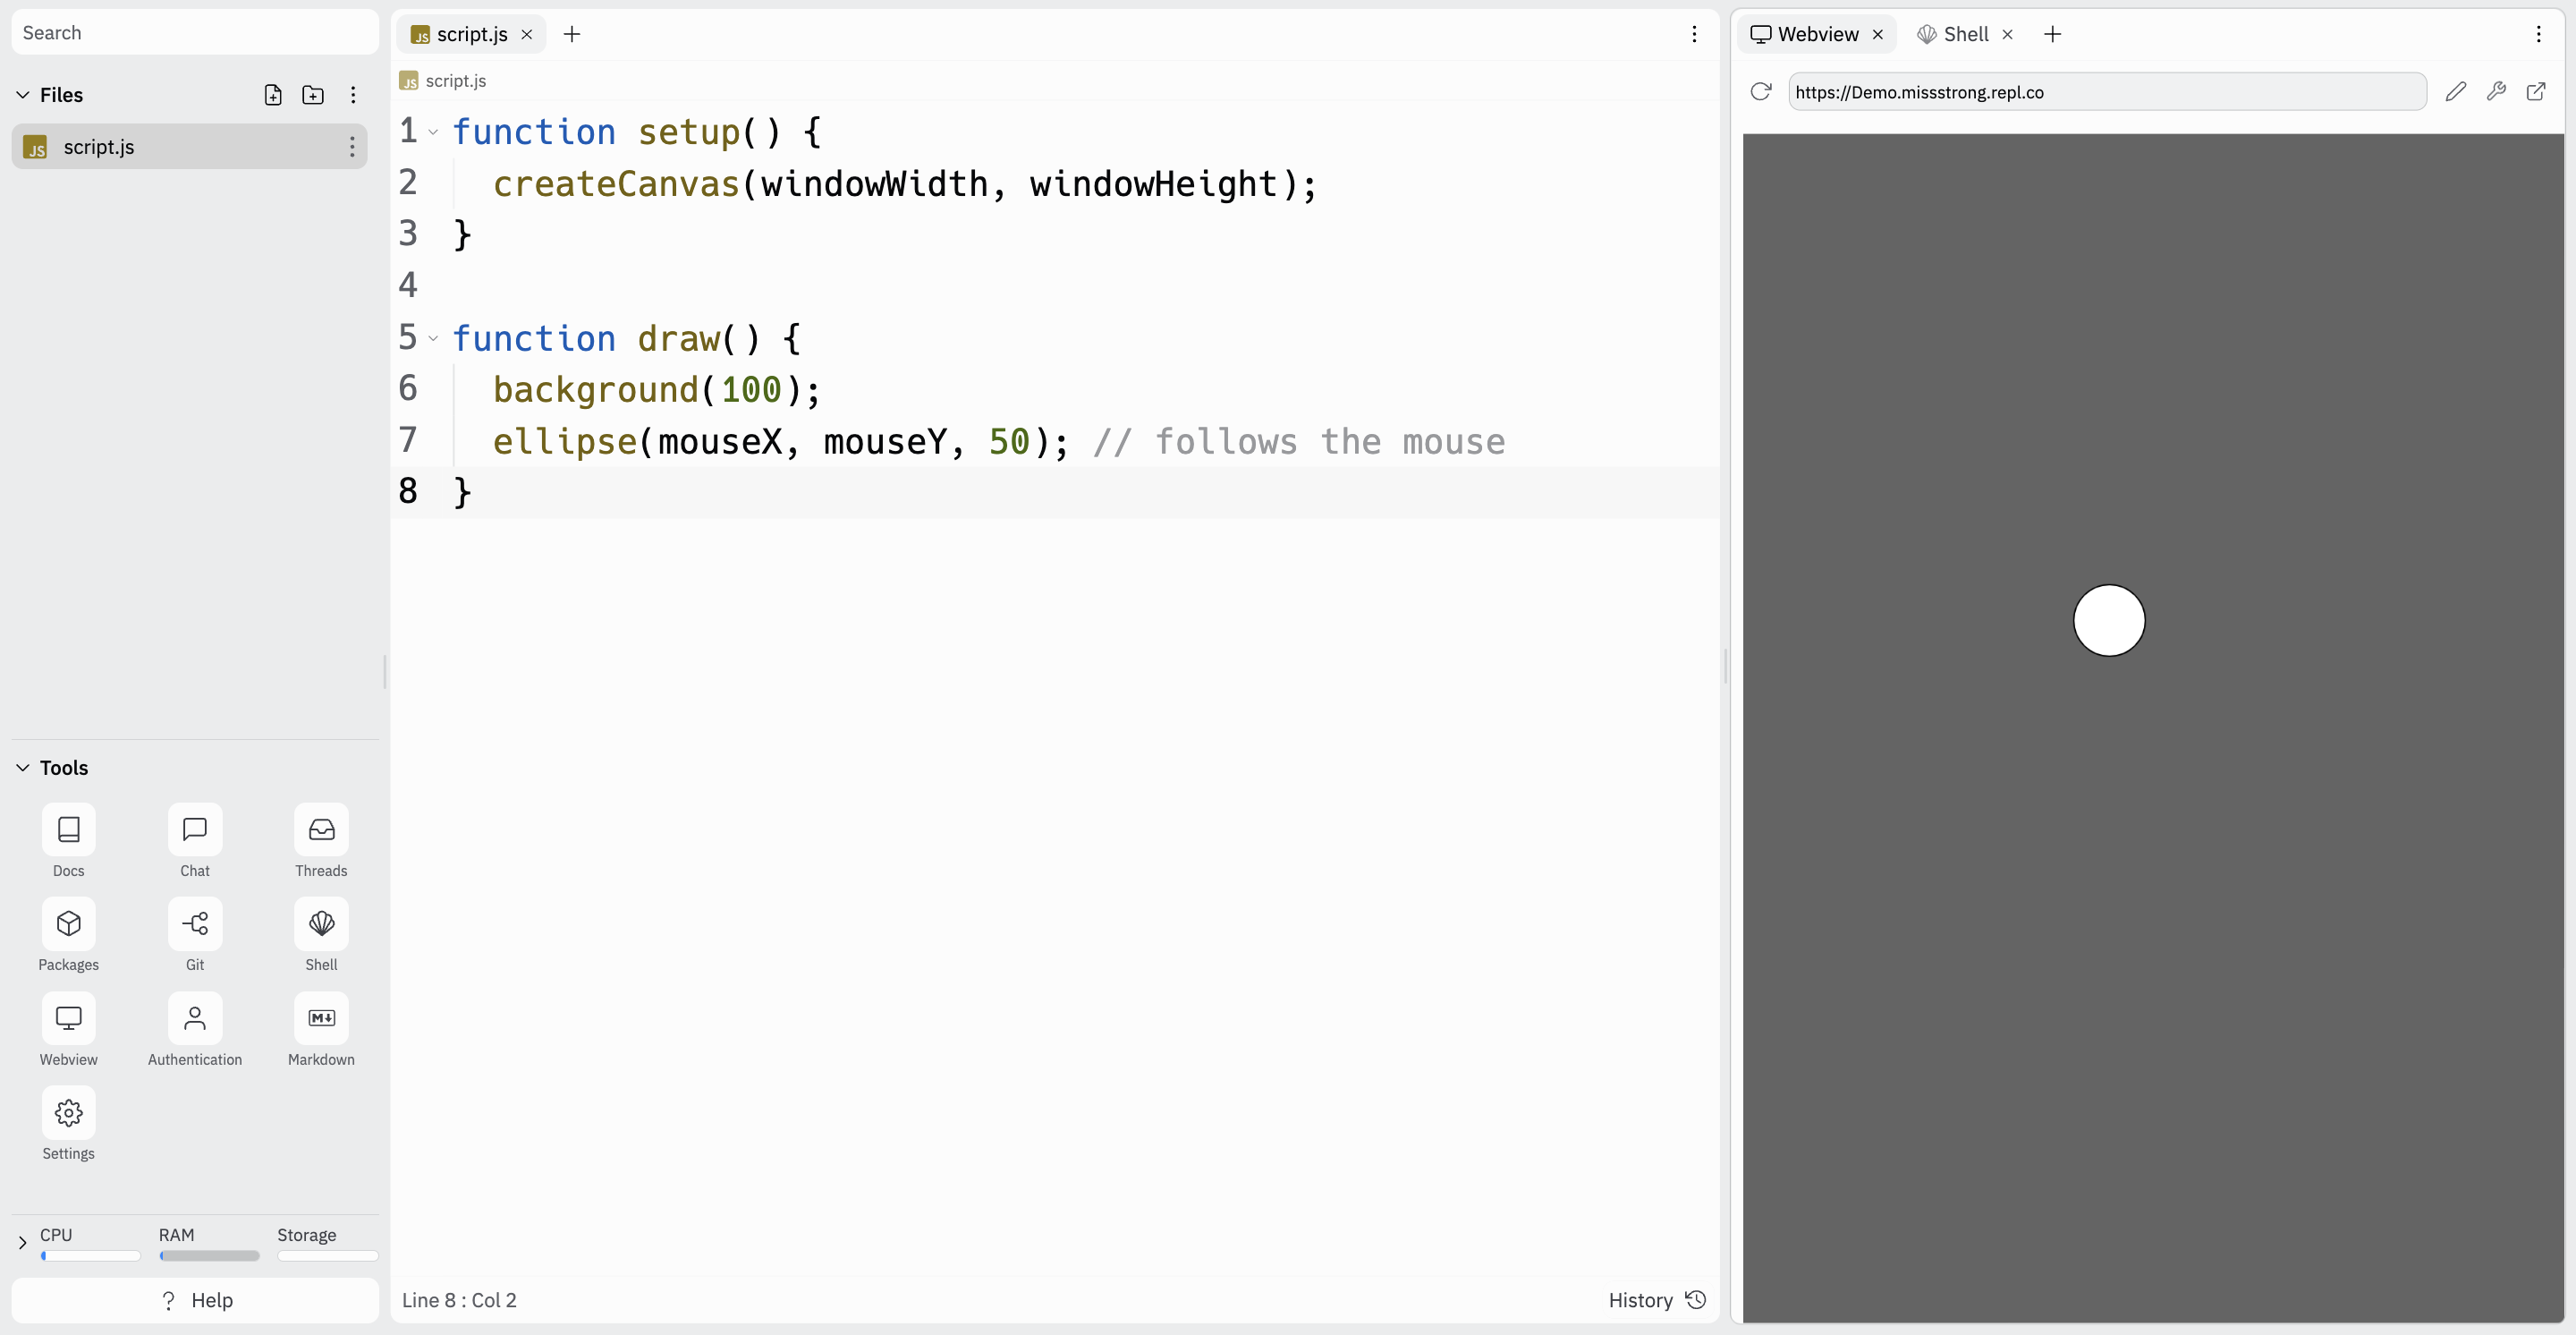 Search
Files
JS script.js
Tools
Docs Chat Threads
Packages Git Shell
Webview Authentication Markdown
Settings
CPU RAM Storage
? Help
JS script.js
JS script.js
1 function setup() {
2 createCanvas(windowWidth, windowHeight);
3 }
4
5 function draw() {
6 background(100);
7 ellipse(mouseX, mouseY, 50); // follows the mouse
8 }
Line 8 : Col 2
History
Webview Shell
https://Demo.missstrong.repl.co